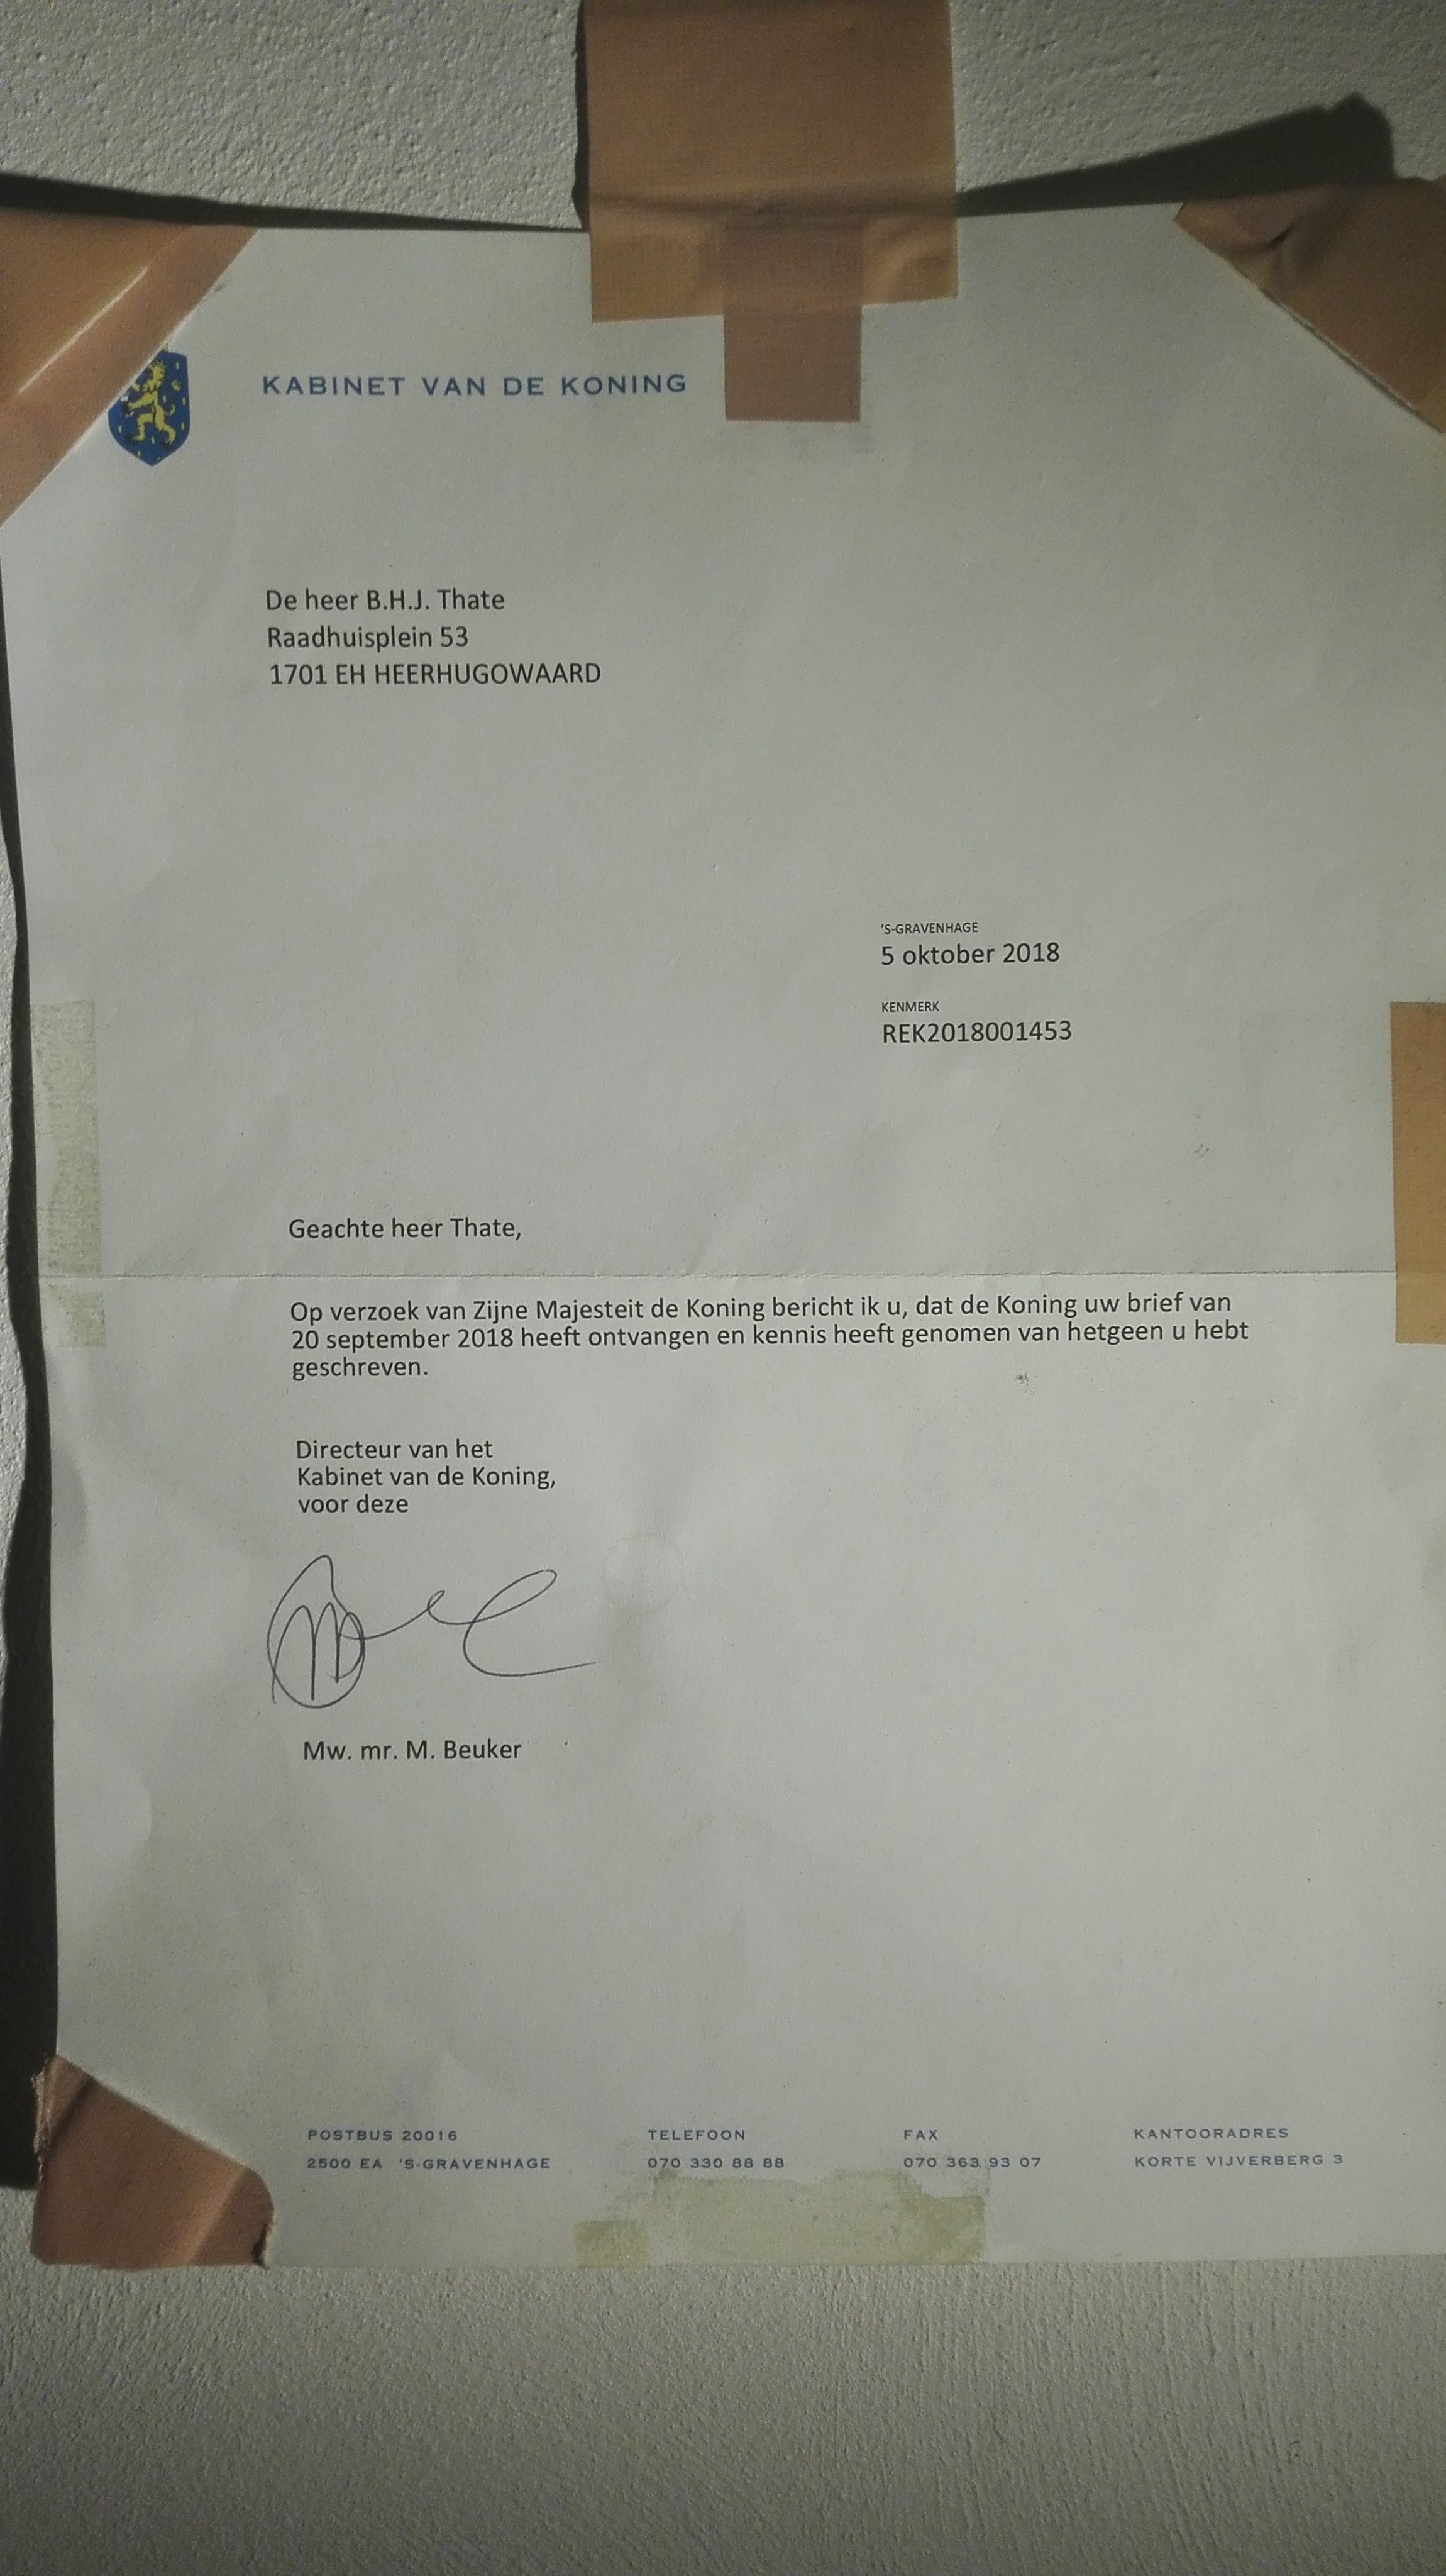 KABINET VAN DE KONING
De heer B.H.J. Thate
Raadhuisplein 53
1701 EH HEERHUGOWAARD
'S-GRAVENHAGE
5 oktober 2018
KENMERK
REK2018001453
Geachte heer Thate,
Op verzoek van Zijne Majesteit de Koning bericht ik u, dat de Koning uw brief van
20 september 2018 heeft ontvangen en kennis heeft genomen van hetgeen u hebt
geschreven.
Directeur van het
Kabinet van de Koning,
voor deze
Mw. mr. M. Beuker
POSTBUS 20016
2500 EA 'S-GRAVENHAGE
TELEFOON
070 330 88 88
FAX
070 363 93 07
KANTOORADRES
KORTE VIJVERBERG 3